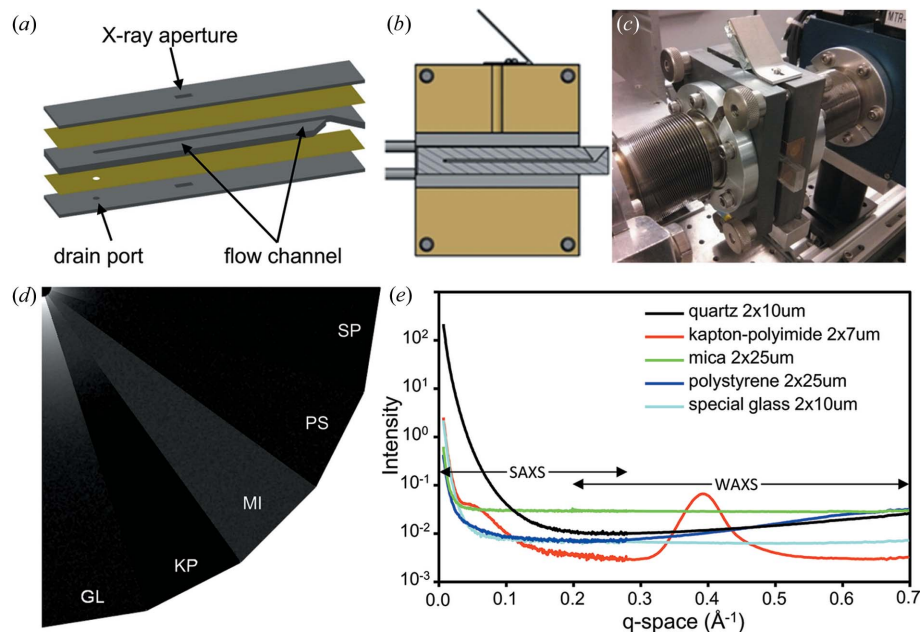 (a)
X-ray aperture
drain port
flow channel
(b)
(c)
MTR-
(d)
SP
PS
MI
KP
GL
(e)
quartz 2x10um
kapton-polyimide 2x7um
mica 2x25um
polystyrene 2x25um
special glass 2x10um
Intensity
10²
10¹
10⁰
10⁻¹
10⁻²
10⁻³
SAXS
WAXS
0.0 0.1 0.2 0.3 0.4 0.5 0.6 0.7
q-space (Å⁻¹)